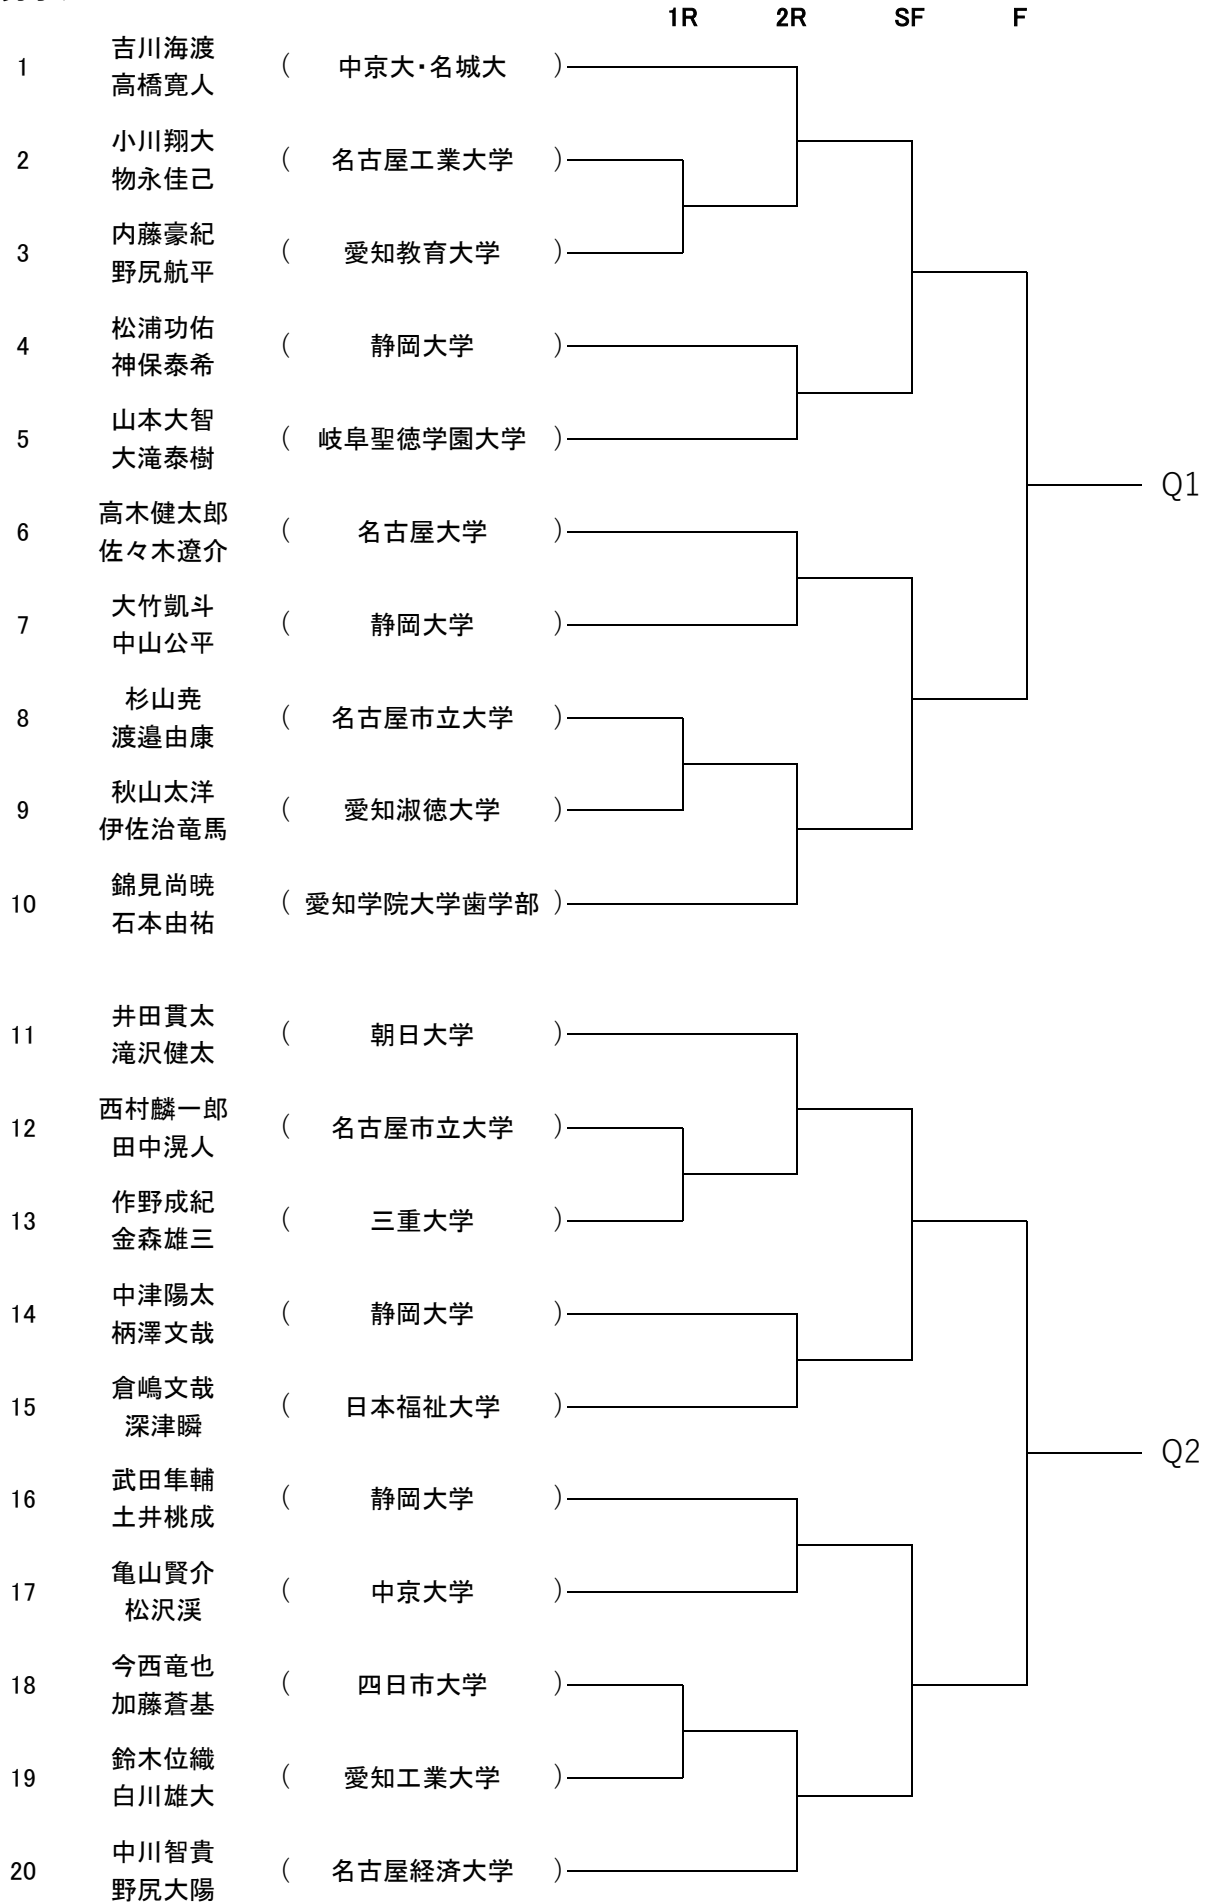 1R 2R SF F
吉川海渡
1 ( 中京大・名城大 )
高橋寛人
小川翔大
2 ( 名古屋工業大学 )
物永佳己
内藤豪紀
3 ( 愛知教育大学 )
野尻航平
松浦功佑
4 ( 静岡大学 )
神保泰希
山本大智
5 ( 岐阜聖徳学園大学 )
大滝泰樹
Q1
高木健太郎
6 ( 名古屋大学 )
佐々木遼介
大竹凱斗
7 ( 静岡大学 )
中山公平
杉山尭
8 ( 名古屋市立大学 )
渡邉由康
秋山太洋
9 ( 愛知淑徳大学 )
伊佐治竜馬
錦見尚暁
10 ( 愛知学院大学歯学部 )
石本由祐
井田貫太
11 ( 朝日大学 )
滝沢健太
西村麟一郎
12 ( 名古屋市立大学 )
田中滉人
作野成紀
13 ( 三重大学 )
金森雄三
中津陽太
14 ( 静岡大学 )
柄澤文哉
倉嶋文哉
15 ( 日本福祉大学 )
深津瞬
Q2
武田隼輔
16 ( 静岡大学 )
土井桃成
亀山賢介
17 ( 中京大学 )
松沢渓
今西竜也
18 ( 四日市大学 )
加藤蒼基
鈴木位織
19 ( 愛知工業大学 )
白川雄大
中川智貴
20 ( 名古屋経済大学 )
野尻大陽